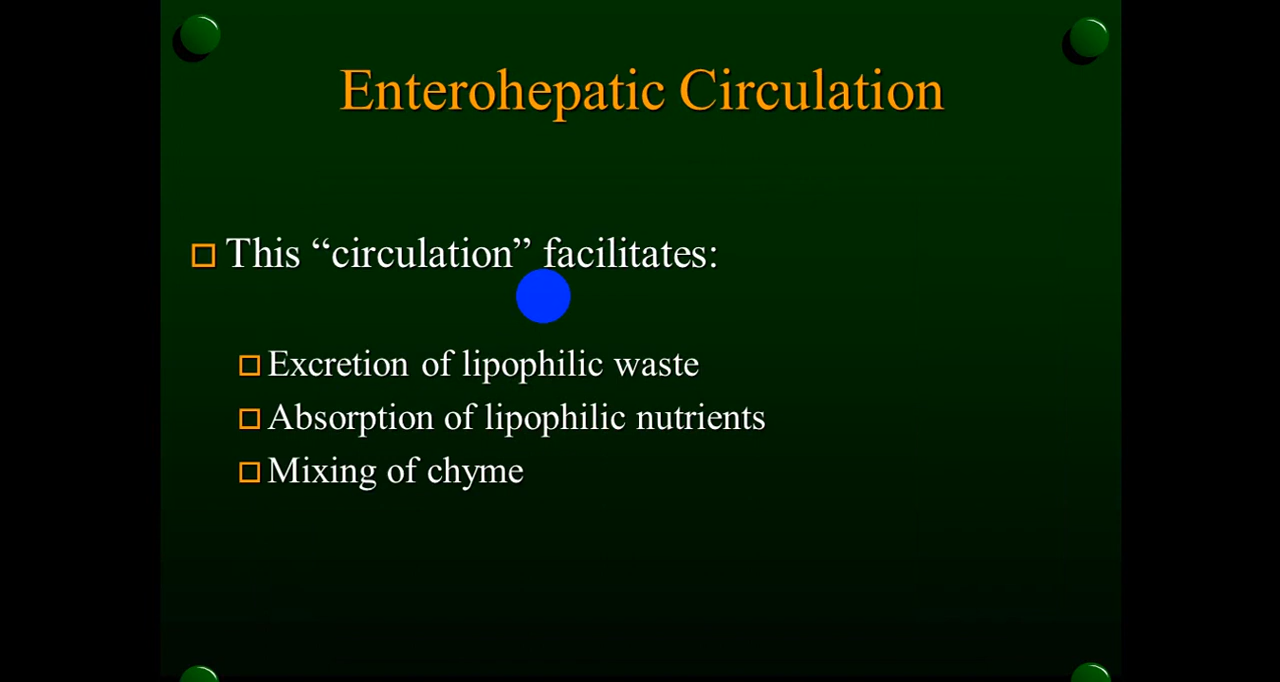 Enterohepatic Circulation
This “circulation” facilitates:
Excretion of lipophilic waste
Absorption of lipophilic nutrients
Mixing of chyme